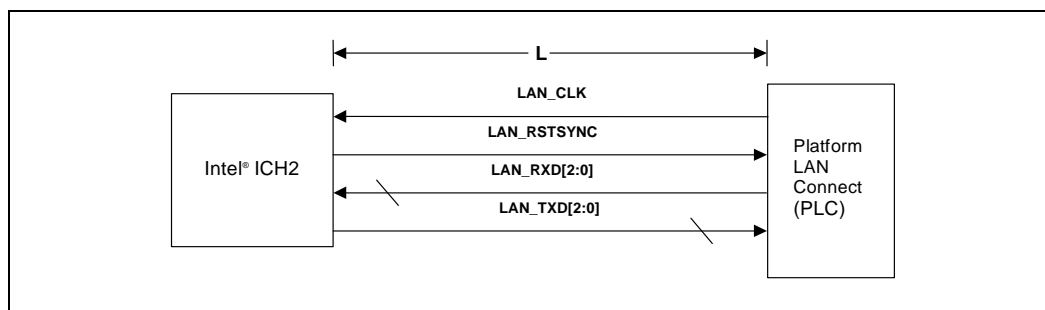 L
LAN_CLK
LAN_RSTSYNC
LAN_RXD[2:0]
LAN_TXD[2:0]
Intel® ICH2
Platform
LAN
Connect
(PLC)